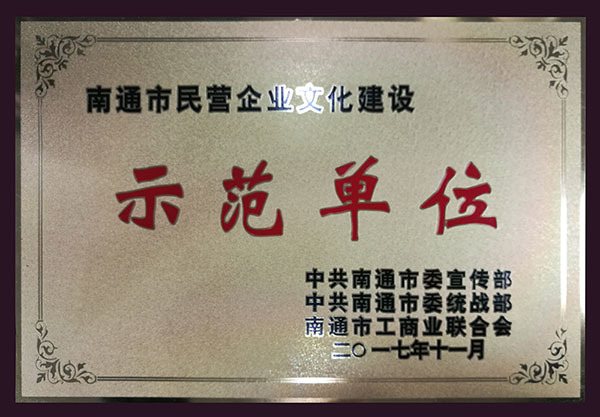 南通市民营企业文化建设
示范单位
中共南通市委宣传部
中共南通市委统战部
南通市工商业联合会
二〇一七年十一月